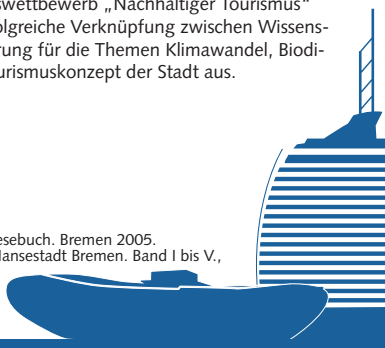 swettbewerb „Nachhaltiger Tourismus“
olgreiche Verknüpfung zwischen Wissens-
rung für die Themen Klimawandel, Biodi-
urismuskonzept der Stadt aus.
esebuch. Bremen 2005.
Hansestadt Bremen. Band I bis V.,